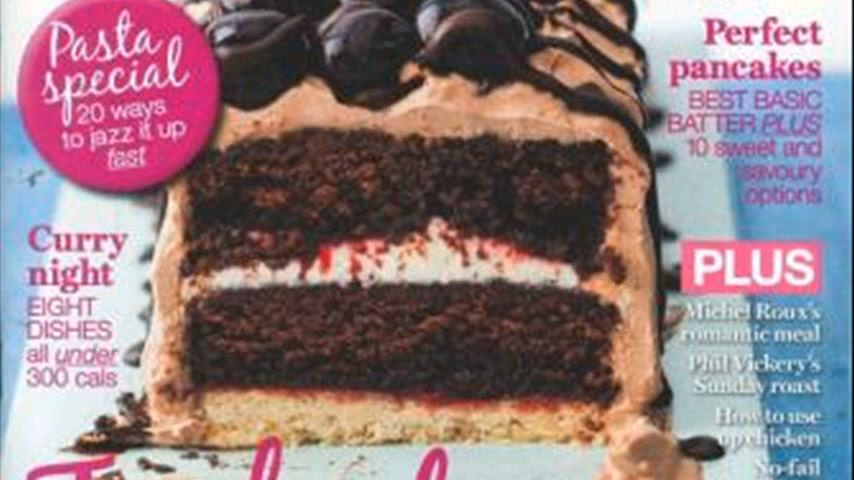 Pasta
special
20 ways
to jazz it up
fast
Perfect
pancakes
BEST BASIC
BATTER PLUS
10 sweet and
savoury
options
Curry
night
EIGHT
DISHES
all under
300 cals
PLUS
Michel Roux's
romantic meal
Phil Vickery's
Sunday roast
How to use
up chicken
No-fail